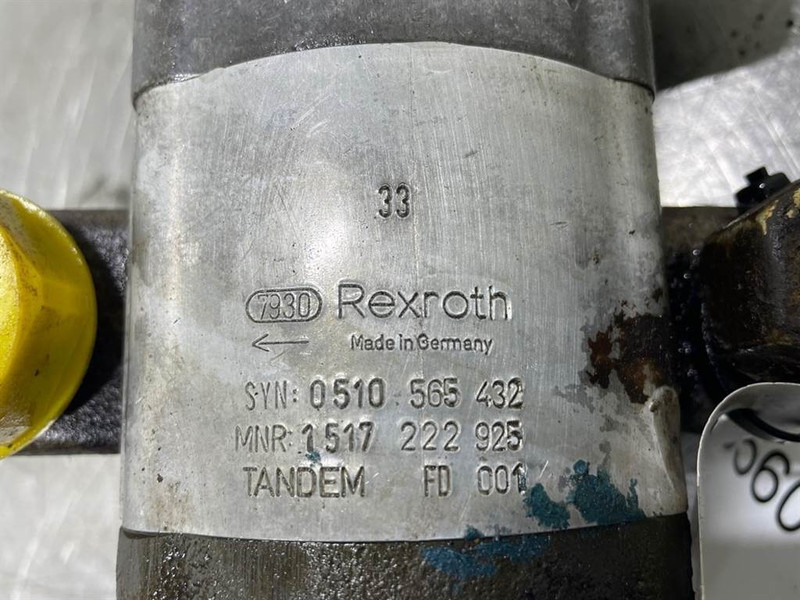 33
7930 Rexroth
Made in Germany
SYN: 0510 565 432
MNR: 1517 222 925
TANDEM FD 001